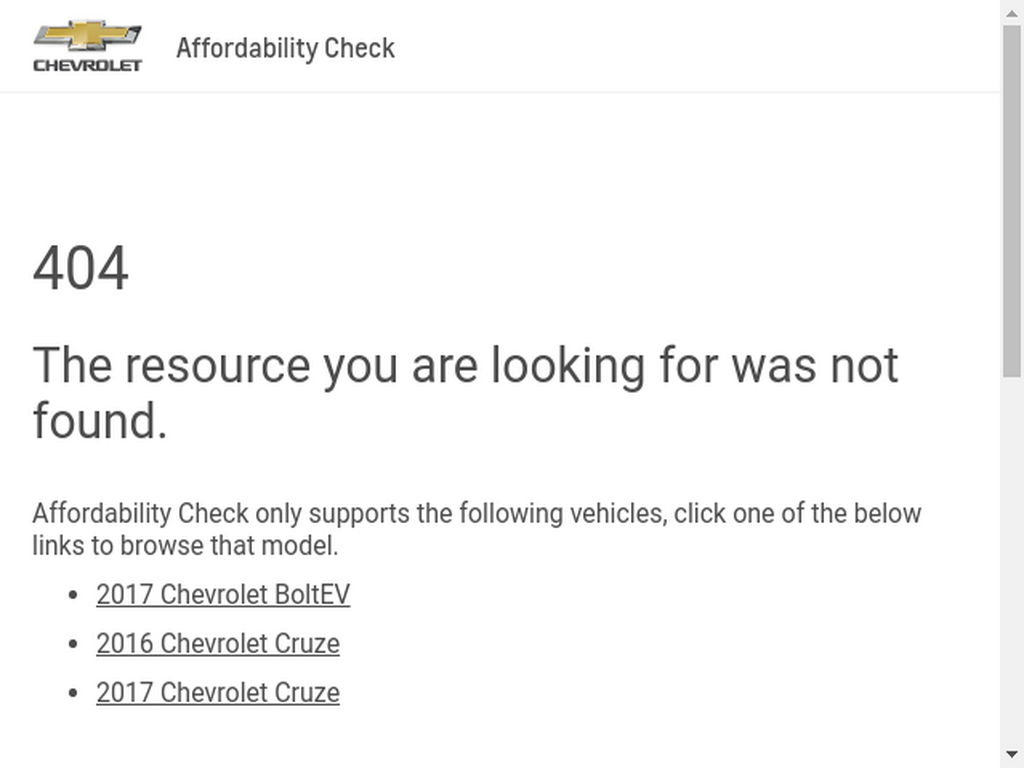 CHEVROLET
Affordability Check
404
The resource you are looking for was not
found.
Affordability Check only supports the following vehicles, click one of the below
links to browse that model.
2017 Chevrolet BoltEV
2016 Chevrolet Cruze
2017 Chevrolet Cruze